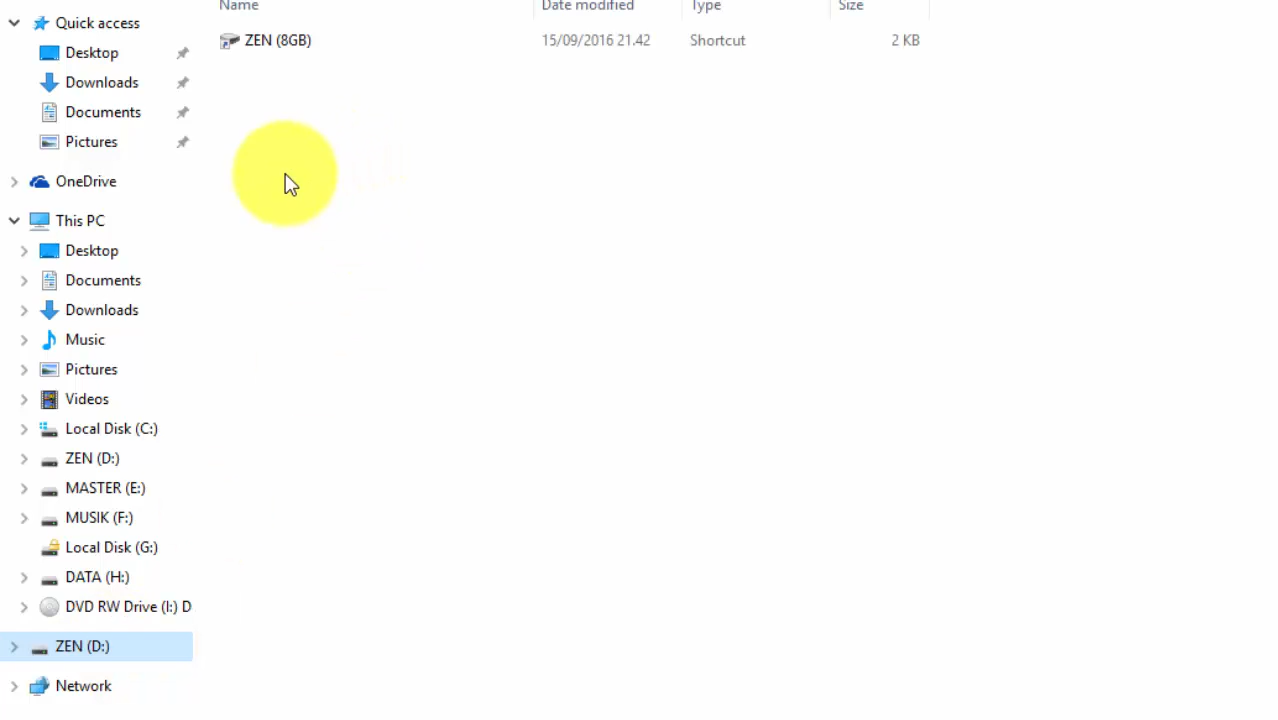 Name Date modified Type Size
ZEN (8GB) 15/09/2016 21.42 Shortcut 2 KB
Quick access
Desktop
Downloads
Documents
Pictures
OneDrive
This PC
Desktop
Documents
Downloads
Music
Pictures
Videos
Local Disk (C:)
ZEN (D:)
MASTER (E:)
MUSIK (F:)
Local Disk (G:)
DATA (H:)
DVD RW Drive (I:) D
ZEN (D:)
Network